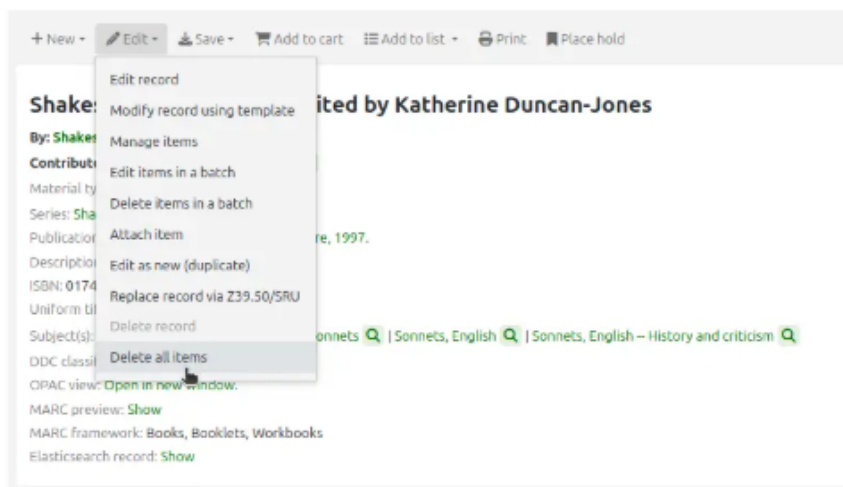 + New Edit Save Add to cart Add to list Print Place hold
Edit record
Modify record using template
Manage items
Edit items in a batch
Delete items in a batch
Attach item
Edit as new (duplicate)
Replace record via Z39.50/SRU
Delete record
Delete all items
Shakes ited by Katherine Duncan-Jones
By: Shakes
Contribut
Material ty
Series: Sha
Publication re, 1997.
Descriptio
ISBN: 0174
Uniform tit
Subject(s): onnets | Sonnets, English | Sonnets, English -- History and criticism
DDC classif
OPAC view: Open in new window.
MARC preview: Show
MARC framework: Books, Booklets, Workbooks
Elasticsearch record: Show